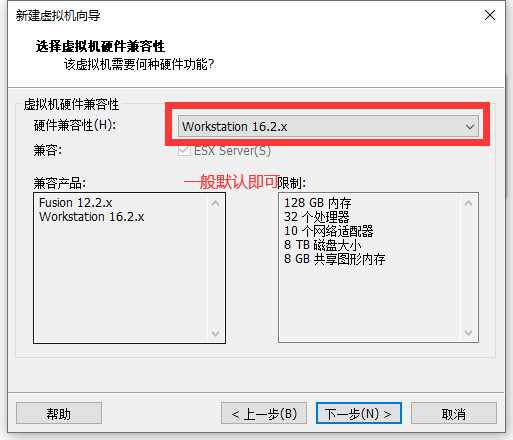 新建虚拟机向导
选择虚拟机硬件兼容性
该虚拟机需要何种硬件功能?
虚拟机硬件兼容性
硬件兼容性(H):
Workstation 16.2.x
兼容:
ESX Server(S)
一般默认即可
兼容产品:
Fusion 12.2.x
Workstation 16.2.x
限制:
128 GB 内存
32 个处理器
10 个网络适配器
8 TB 磁盘大小
8 GB 共享图形内存
帮助
< 上一步(B)
下一步(N) >
取消